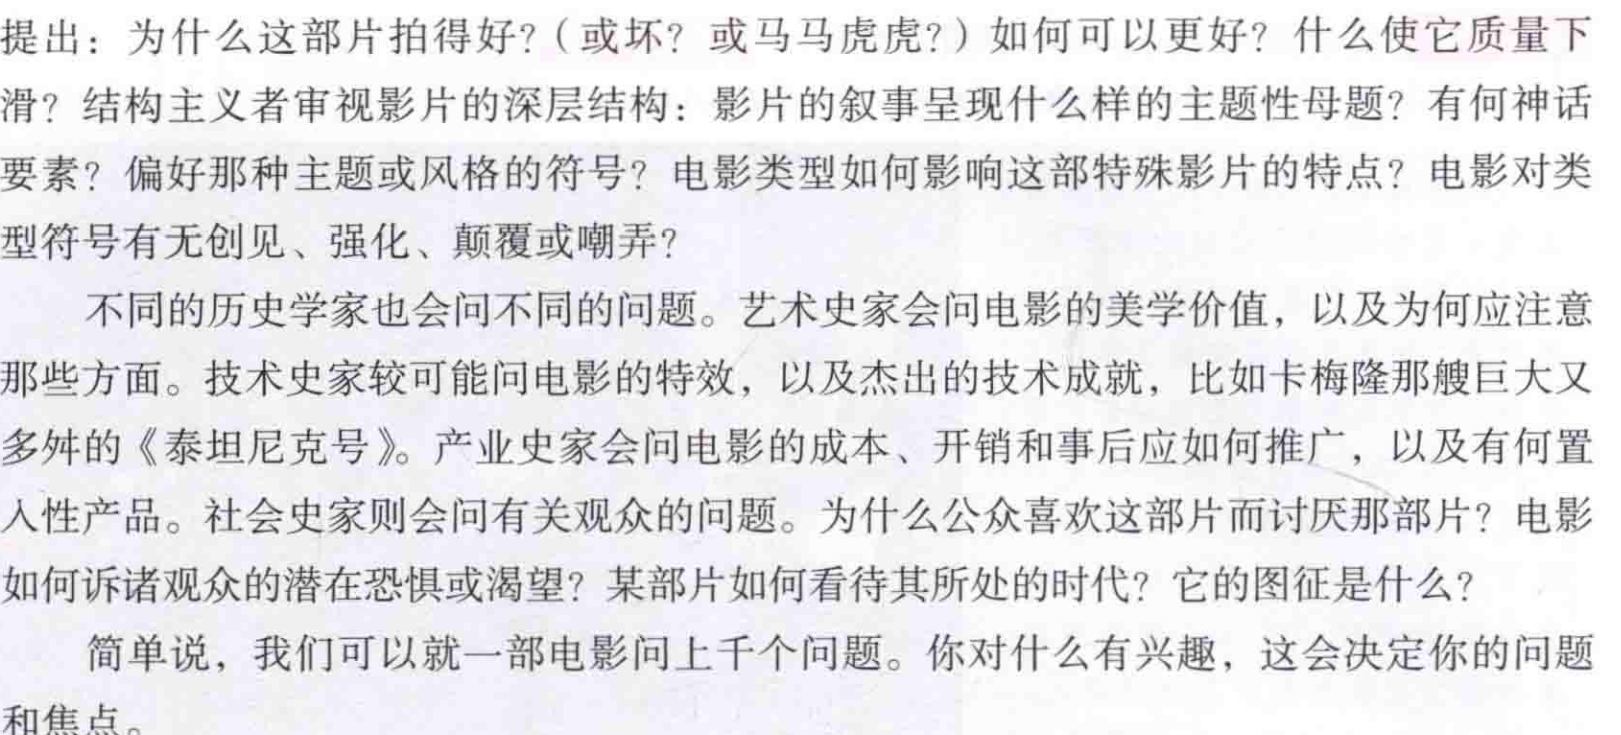 提出：为什么这部片拍得好？（或坏？或马马虎虎？）如何可以更好？什么使它质量下
滑？结构主义者审视影片的深层结构：影片的叙事呈现什么样的主题性母题？有何神话
要素？偏好那种主题或风格的符号？电影类型如何影响这部特殊影片的特点？电影对类
型符号有无创见、强化、颠覆或嘲弄？
不同的历史学家也会问不同的问题。艺术史家会问电影的美学价值，以及为何应注意
那些方面。技术史家较可能问电影的特效，以及杰出的技术成就，比如卡梅隆那艘巨大又
多舛的《泰坦尼克号》。产业史家会问电影的成本、开销和事后应如何推广，以及有何置
入性产品。社会史家则会问有关观众的问题。为什么公众喜欢这部片而讨厌那部片？电影
如何诉诸观众的潜在恐惧或渴望？某部片如何看待其所处的时代？它的图征是什么？
简单说，我们可以就一部电影问上千个问题。你对什么有兴趣，这会决定你的问题
和焦点。